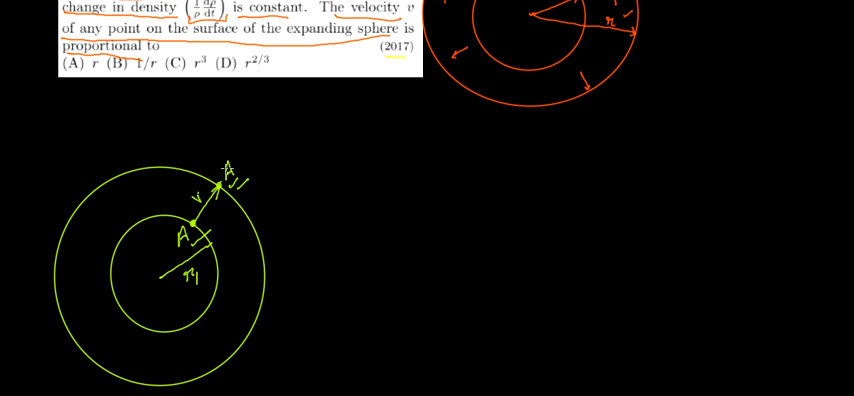 change in density (1/ρ dρ/dt) is constant. The velocity v
of any point on the surface of the expanding sphere is
proportional to (2017)
(A) r (B) 1/r (C) r³ (D) r^2/3
r
A
v
A
r₁